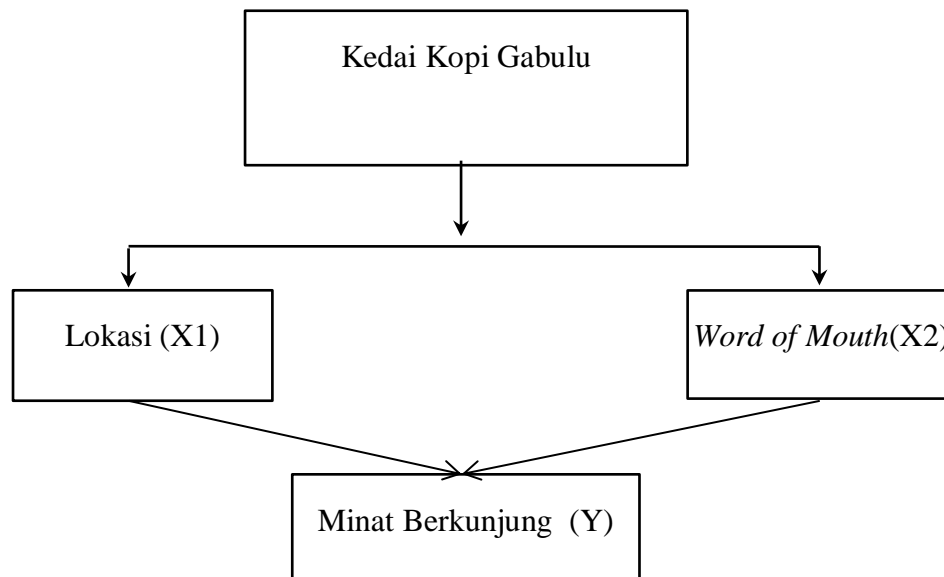 Kedai Kopi Gabulu
Lokasi (X1)
Word of Mouth(X2)
Minat Berkunjung (Y)